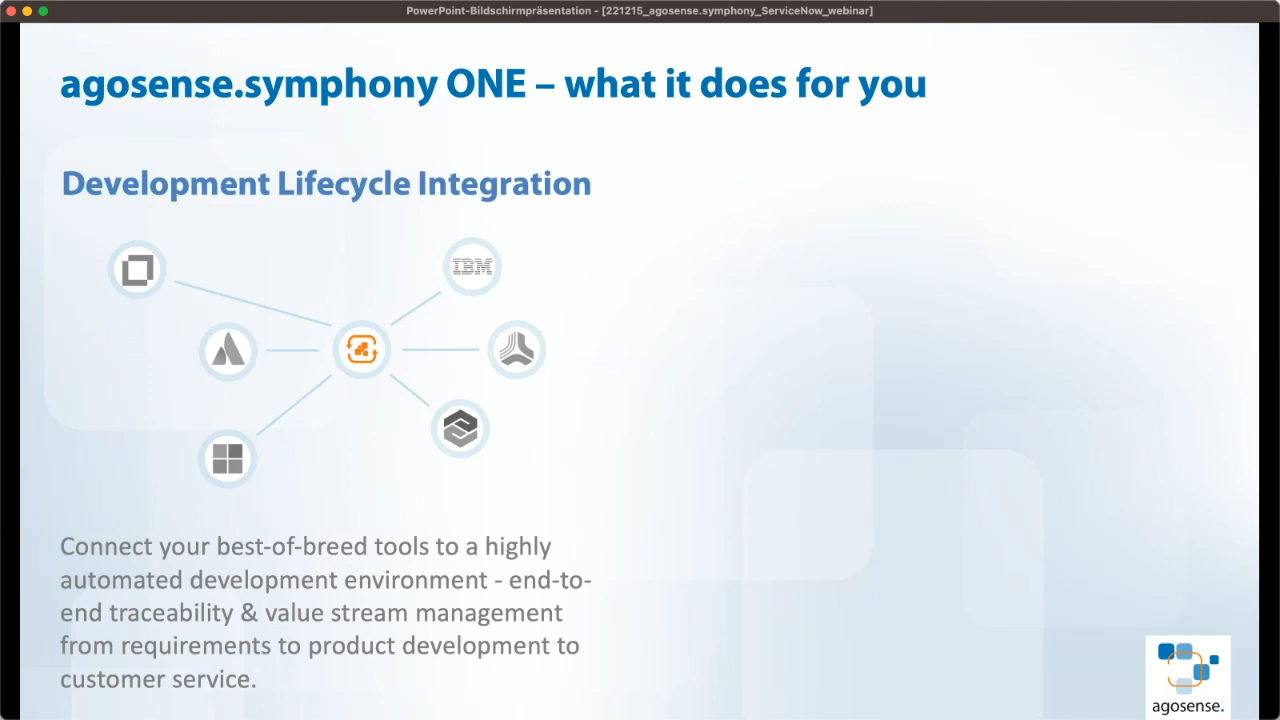 PowerPoint-Bildschirmpräsentation - [221215_agosense.symphony_ServiceNow_webinar]
agosense.symphony ONE – what it does for you
Development Lifecycle Integration
IBM
Connect your best-of-breed tools to a highly
automated development environment - end-to-
end traceability & value stream management
from requirements to product development to
customer service.
agosense.